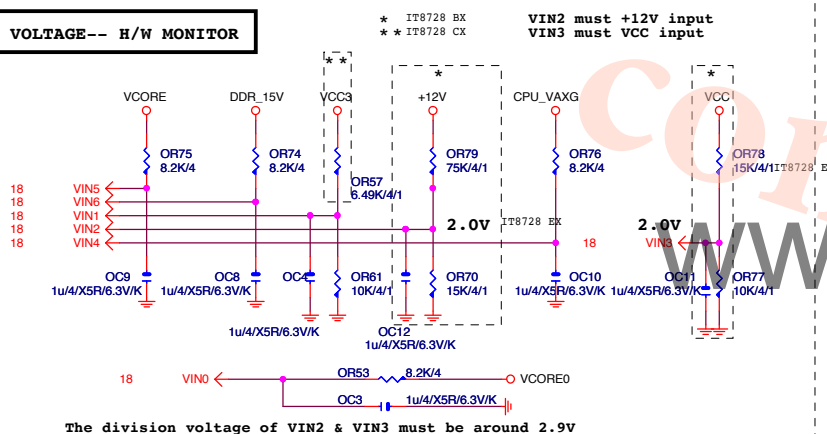 * IT8728 BX
** IT8728 CX
VIN2 must +12V input
VIN3 must VCC input
VOLTAGE-- H/W MONITOR
**
*
*
VCORE
DDR_15V
VCC3
+12V
CPU_VAXG
VCC
OR75
8.2K/4
OR74
8.2K/4
OR57
6.49K/4/1
OR79
75K/4/1
OR76
8.2K/4
OR78
15K/4/1
IT8728 E
18 VIN5
18 VIN6
18 VIN1
18 VIN2
18 VIN4
2.0V
IT8728 EX
18 VIN3
2.0V
OC9
1u/4/X5R/6.3V/K
OC8
1u/4/X5R/6.3V/K
OC4
1u/4/X5R/6.3V/K
OR61
10K/4/1
OC12
1u/4/X5R/6.3V/K
OR70
15K/4/1
OC10
1u/4/X5R/6.3V/K
OC11
1u/4/X5R/6.3V/K
OR77
10K/4/1
18 VIN0
OR53 8.2K/4
VCORE0
OC3 1u/4/X5R/6.3V/K
The division voltage of VIN2 & VIN3 must be around 2.9V